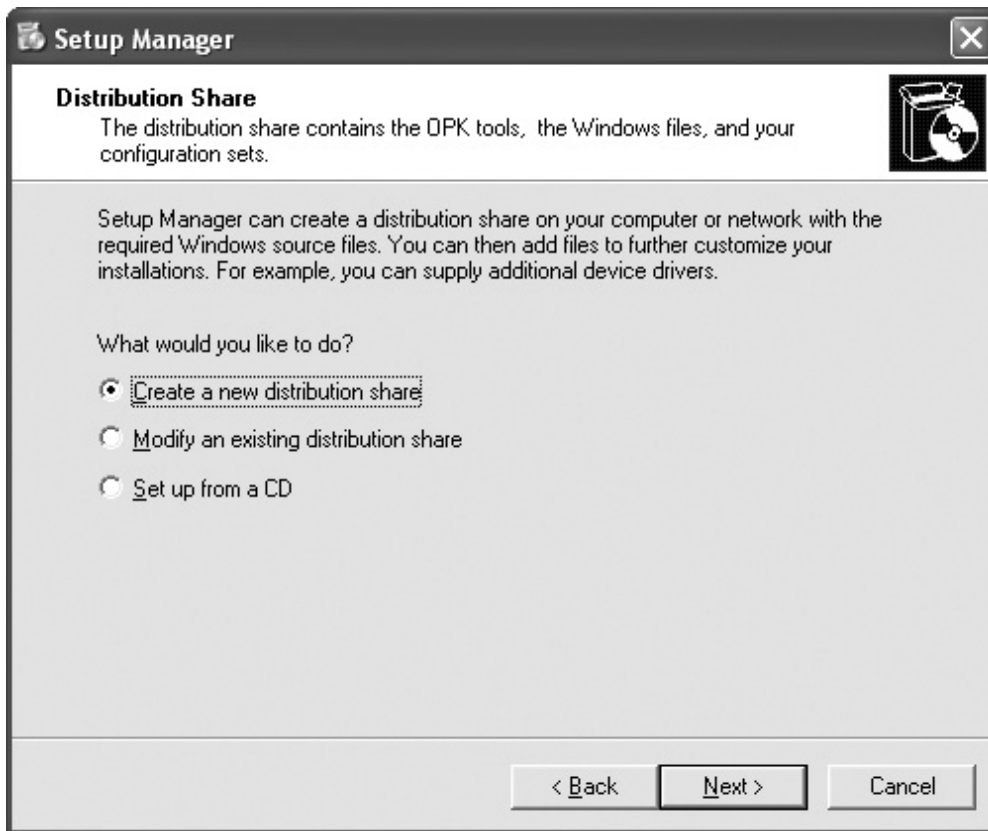 Setup Manager
Distribution Share
The distribution share contains the OPK tools, the Windows files, and your
configuration sets.
Setup Manager can create a distribution share on your computer or network with the
required Windows source files. You can then add files to further customize your
installations. For example, you can supply additional device drivers.
What would you like to do?
Create a new distribution share
Modify an existing distribution share
Set up from a CD
< Back Next > Cancel